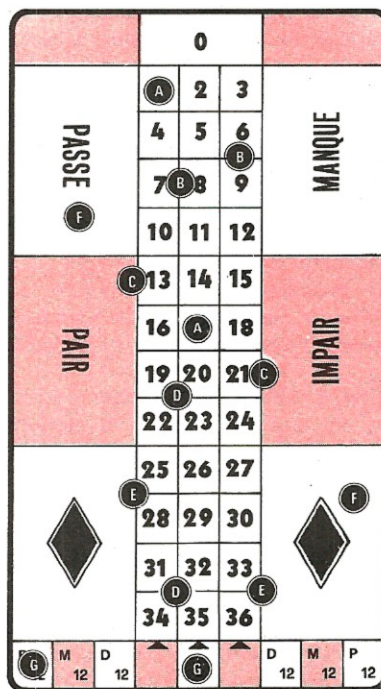 0
A 2 3
4 5 6
B
7 B 8 9
PASSE
MANQUE
F
10 11 12
C 13 14 15
16 A 18
PAIR
IMPAIR
19 20 21 C
D
22 23 24
25 26 27
E
F
28 29 30
31 32 33
D E
34 35 36
G M 12 D 12 G D 12 M 12 P 12